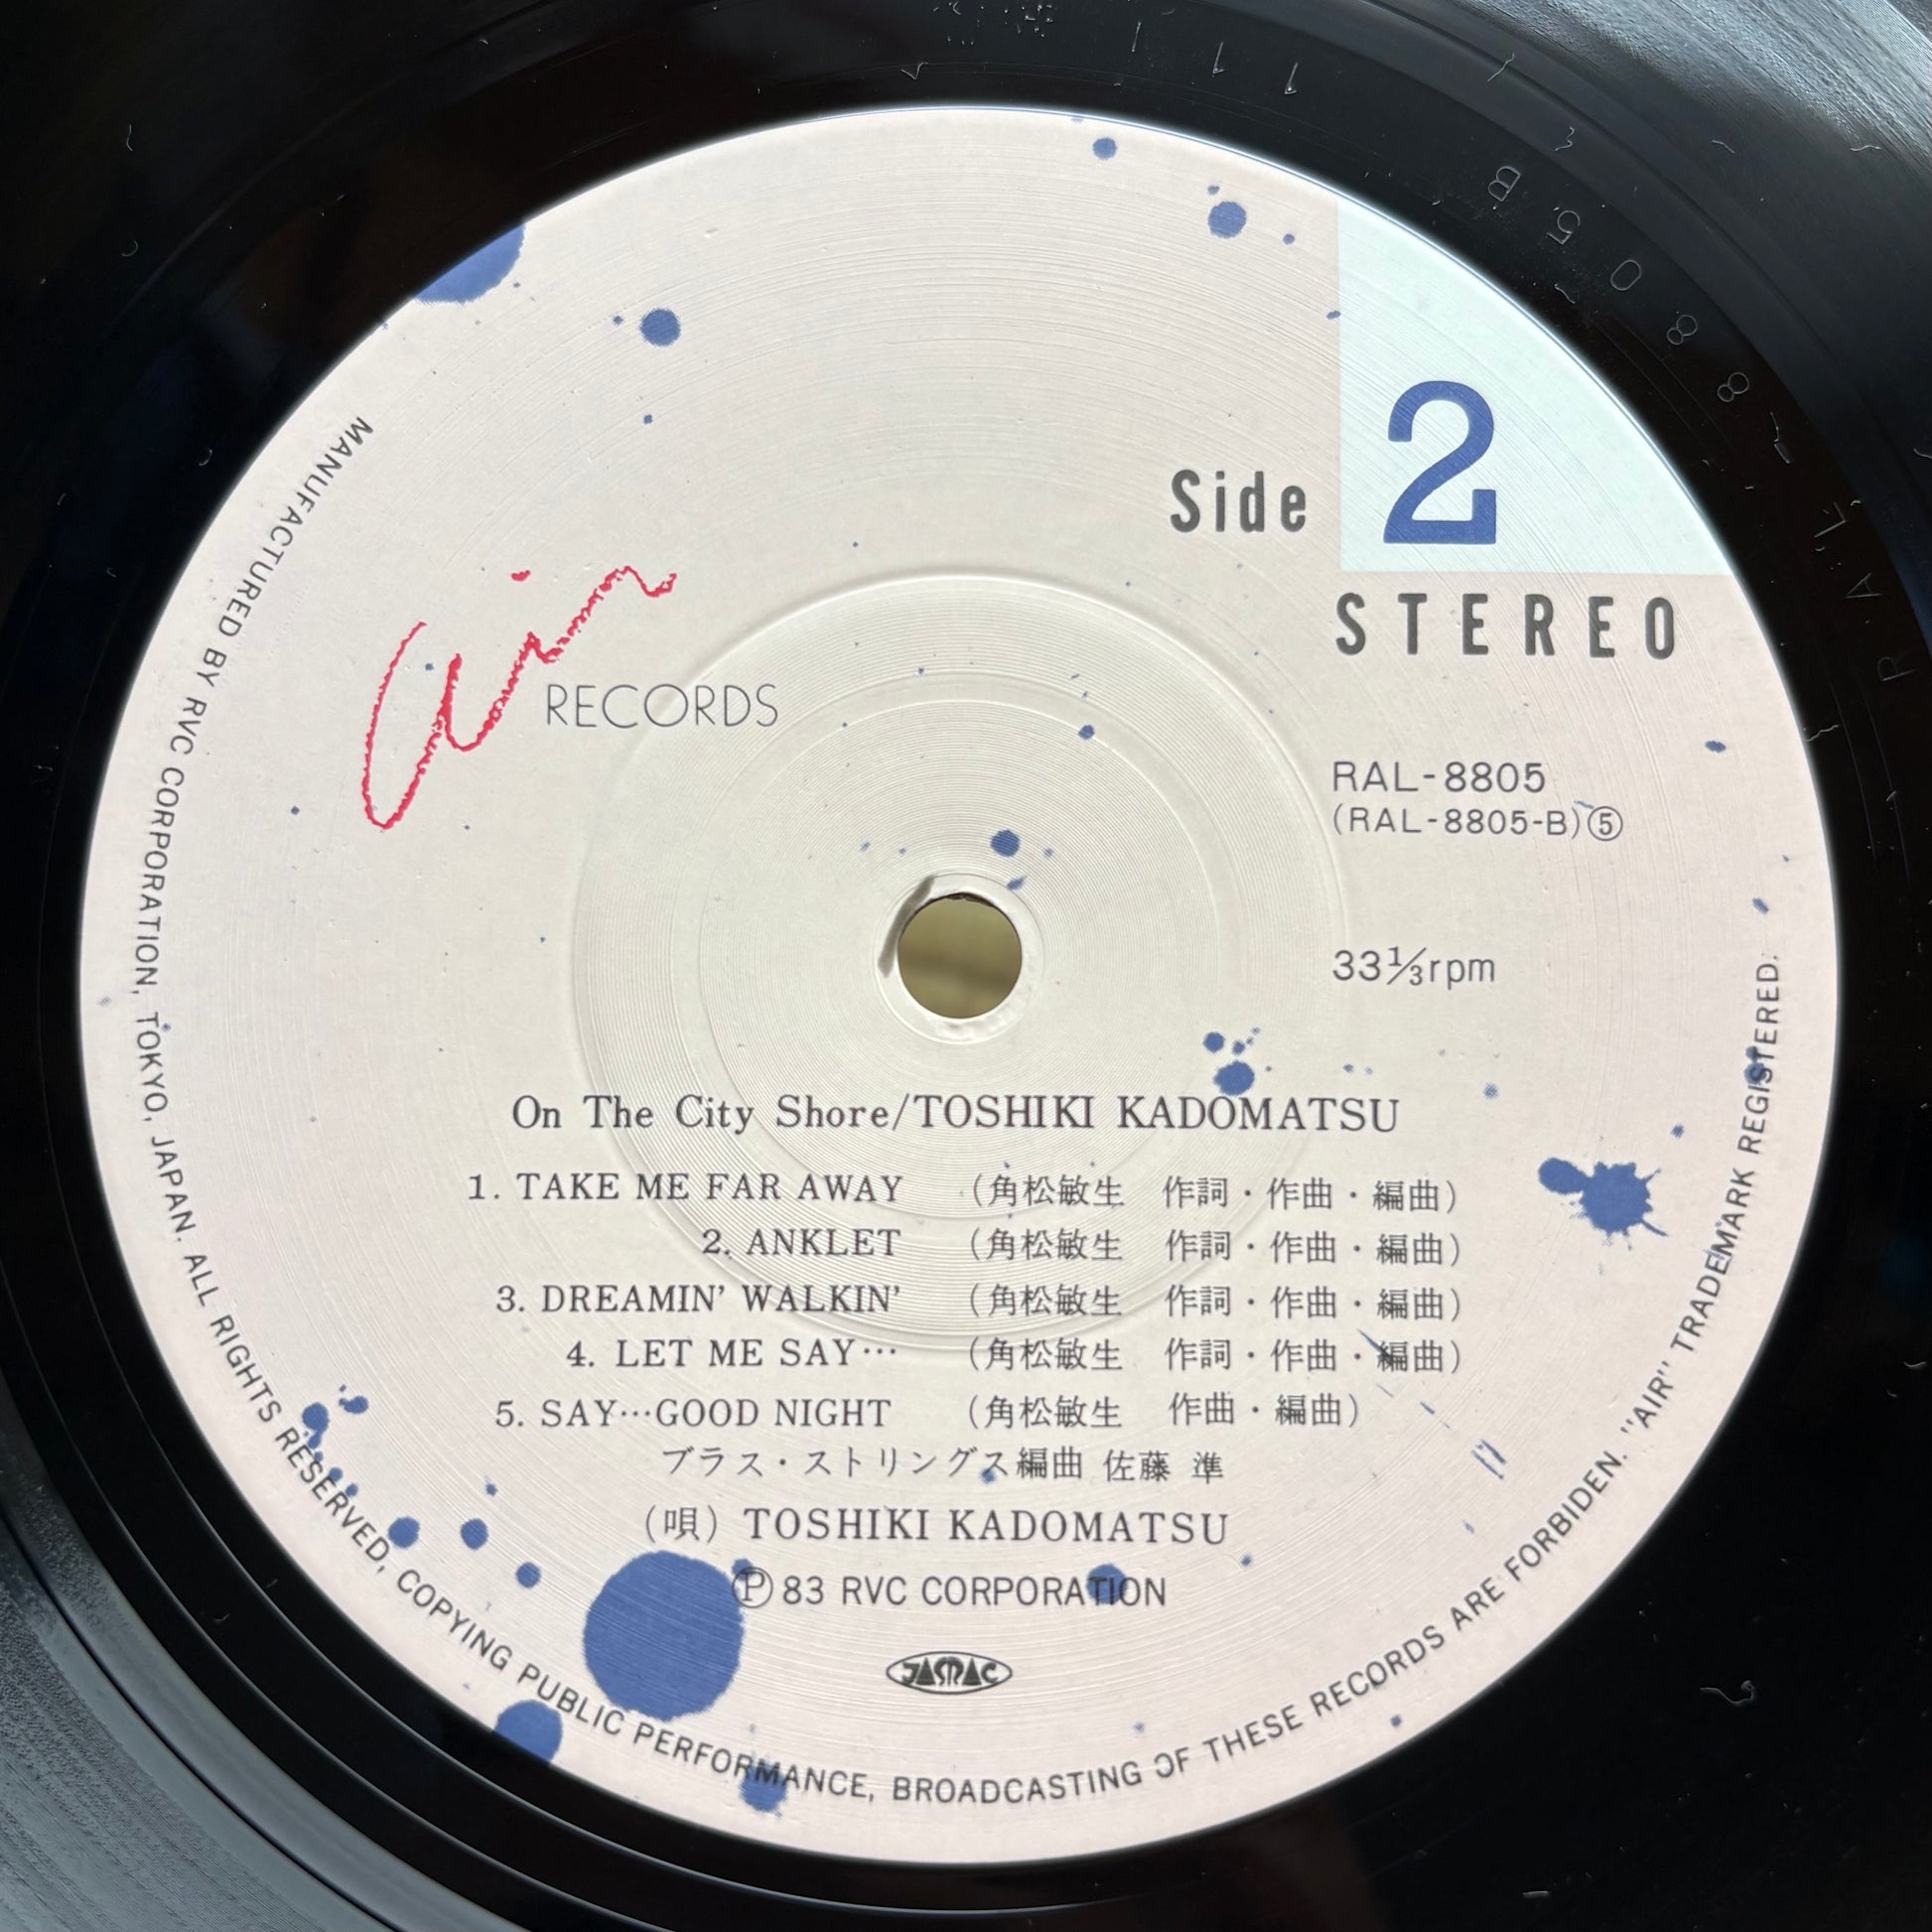 Side 2
STEREO
air RECORDS
RAL-8805
(RAL-8805-B)⑤
33⅓rpm
On The City Shore/TOSHIKI KADOMATSU
1. TAKE ME FAR AWAY (角松敏生 作詞・作曲・編曲)
2. ANKLET (角松敏生 作詞・作曲・編曲)
3. DREAMIN' WALKIN' (角松敏生 作詞・作曲・編曲)
4. LET ME SAY… (角松敏生 作詞・作曲・編曲)
5. SAY…GOOD NIGHT (角松敏生 作曲・編曲)
ブラス・ストリングス編曲 佐藤 準
(唄) TOSHIKI KADOMATSU
Ⓟ83 RVC CORPORATION
JASRAC
MANUFACTURED BY RVC CORPORATION, TOKYO, JAPAN. ALL RIGHTS RESERVED, COPYING PUBLIC PERFORMANCE, BROADCASTING OF THESE RECORDS ARE FORBIDEN. "AIR" TRADEMARK REGISTERED.
RAL-8805B